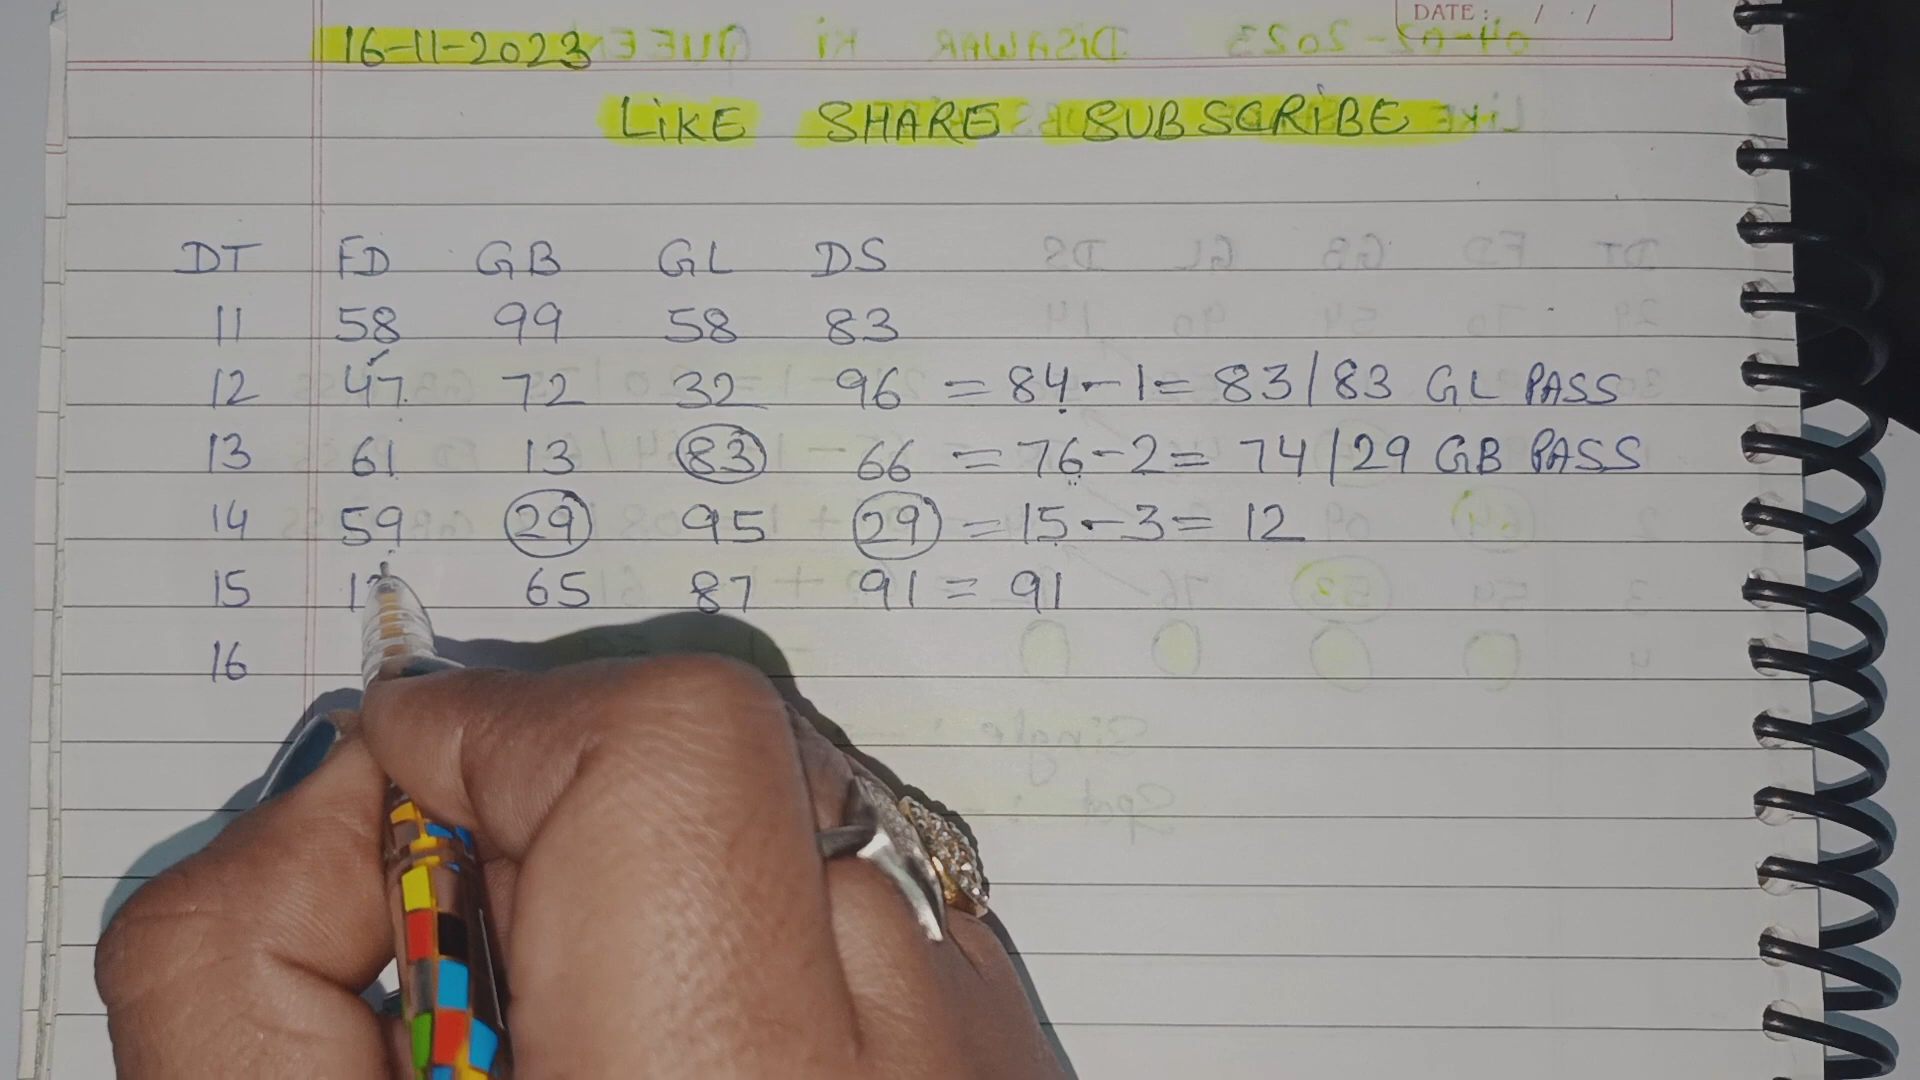 DATE: / /
16-11-2023
LiKE SHARE SUBSCRiBE
DT FD GB GL DS
11 58 99 58 83
12 47 72 32 96 = 84-1= 83/83 GL PASS
13 61 13 83 66 = 76-2= 74/29 GB PASS
14 59 29 95 29 = 15-3= 12
15 65 87 91 = 91
16